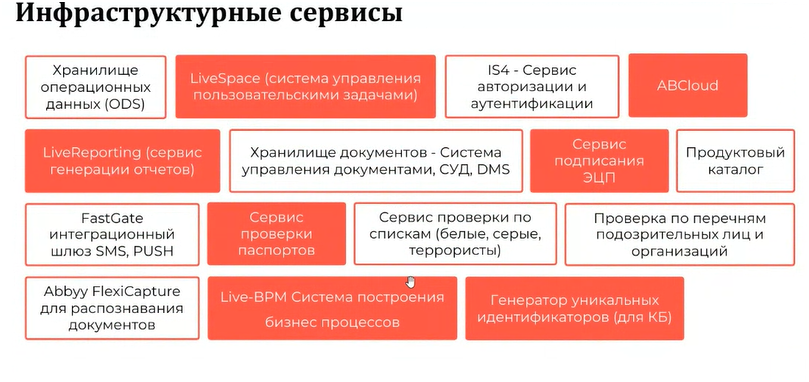 Инфраструктурные сервисы
Хранилище
операционных
данных (ODS)
LiveSpace (система управления
пользовательскими задачами)
IS4 - Сервис
авторизации и
аутентификации
ABCloud
LiveReporting (сервис
генерации отчетов)
Хранилище документов - Система
управления документами, СУД, DMS
Сервис
подписания
ЭЦП
Продуктовый
каталог
FastGate
интеграционный
шлюз SMS, PUSH
Сервис
проверки
паспортов
Сервис проверки по
спискам (белые, серые,
террористы)
Проверка по перечням
подозрительных лиц и
организаций
Abbyy FlexiCapture
для распознавания
документов
Live-BPM Система построения
бизнес процессов
Генератор уникальных
идентификаторов (для КБ)